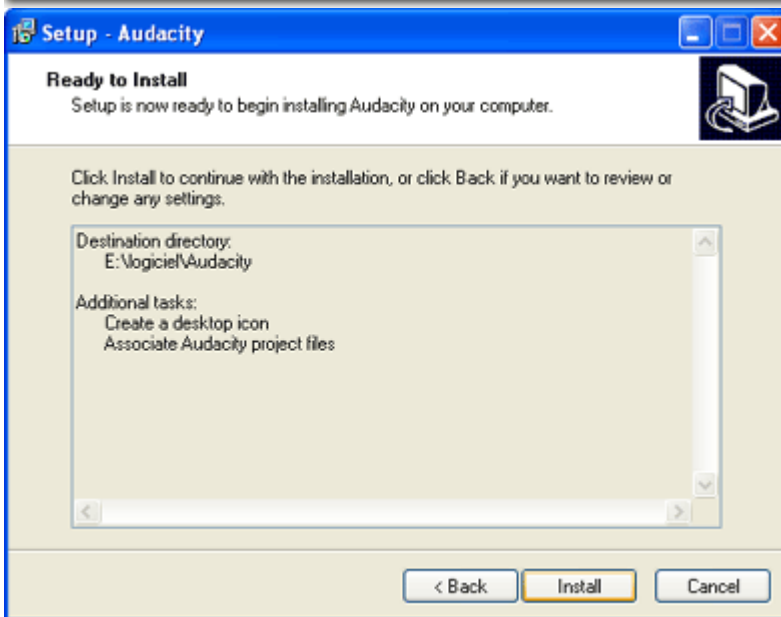 Setup - Audacity
Ready to Install
Setup is now ready to begin installing Audacity on your computer.
Click Install to continue with the installation, or click Back if you want to review or
change any settings.
Destination directory:
E:\logiciel\Audacity
Additional tasks:
Create a desktop icon
Associate Audacity project files
< Back
Install
Cancel